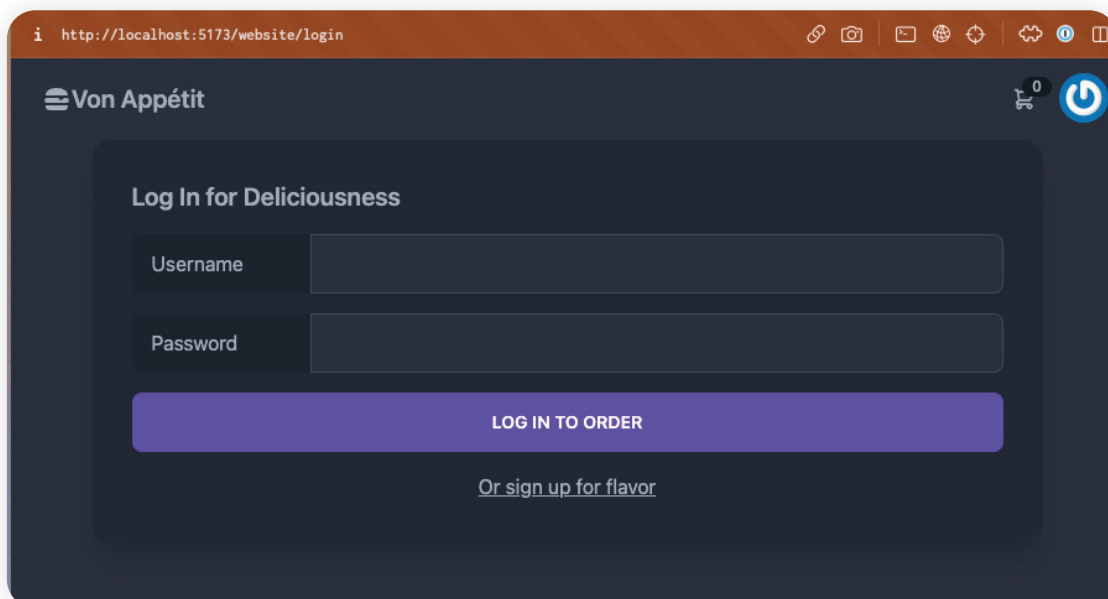 http://localhost:5173/website/login
Von Appétit
0
Log In for Deliciousness
Username
Password
LOG IN TO ORDER
Or sign up for flavor